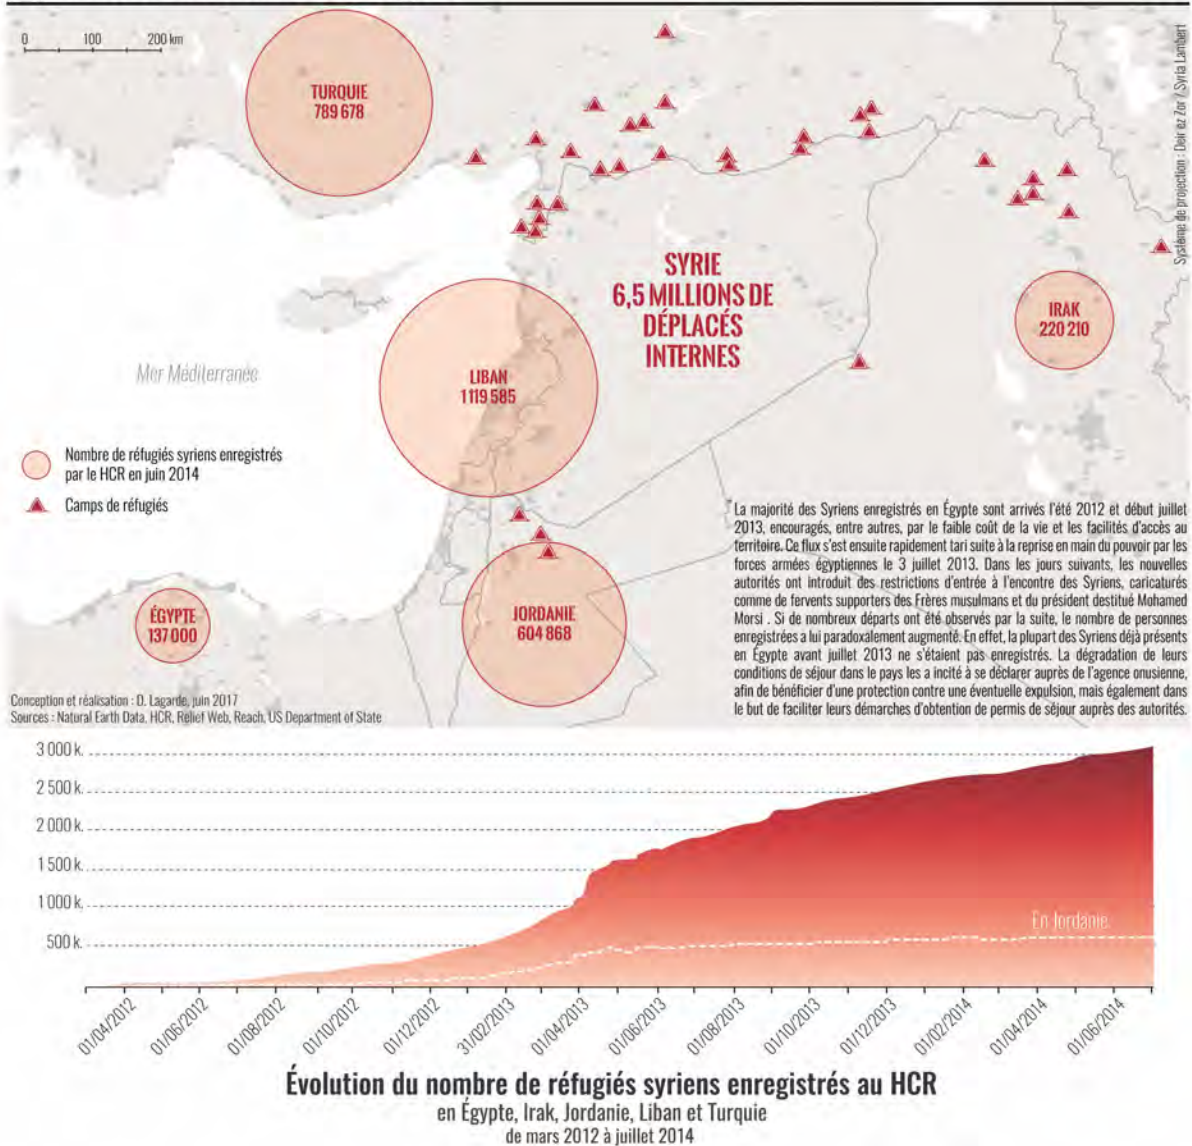 0 100 200 km
TURQUIE
789 678
SYRIE
6,5 MILLIONS DE
DÉPLACÉS
INTERNES
IRAK
220 210
LIBAN
1 119 585
Mer Méditerranée
Nombre de réfugiés syriens enregistrés
par le HCR en juin 2014
Camps de réfugiés
JORDANIE
604 868
ÉGYPTE
137 000
Système de projection : Deir ez Zor / Syria Lambert
*La majorité des Syriens enregistrés en Égypte sont arrivés l'été 2012 et début juillet
2013, encouragés, entre autres, par le faible coût de la vie et les facilités d'accès au
territoire. Ce flux s'est ensuite rapidement tari suite à la reprise en main du pouvoir par les
forces armées égyptiennes le 3 juillet 2013. Dans les jours suivants, les nouvelles
autorités ont introduit des restrictions d'entrée à l'encontre des Syriens, caricaturés
comme de fervents supporters des Frères musulmans et du président destitué Mohamed
Morsi . Si de nombreux départs ont été observés par la suite, le nombre de personnes
enregistrées a lui paradoxalement augmenté. En effet, la plupart des Syriens déjà présents
en Égypte avant juillet 2013 ne s'étaient pas enregistrés. La dégradation de leurs
conditions de séjour dans le pays les a incité à se déclarer auprès de l'agence onusienne,
afin de bénéficier d'une protection contre une éventuelle expulsion, mais également dans
le but de faciliter leurs démarches d'obtention de permis de séjour auprès des autorités.
Conception et réalisation : D. Lagarde, juin 2017
Sources : Natural Earth Data, HCR, Relief Web, Reach, US Department of State
3 000 k.
2 500 k.
2 000 k.
1 500 k.
1 000 k.
500 k.
En Jordanie
01/04/2012
01/06/2012
01/08/2012
01/10/2012
01/12/2012
31/02/2013
01/04/2013
01/06/2013
01/08/2013
01/10/2013
01/12/2013
01/02/2014
01/04/2014
01/06/2014
Évolution du nombre de réfugiés syriens enregistrés au HCR
en Égypte, Irak, Jordanie, Liban et Turquie
de mars 2012 à juillet 2014